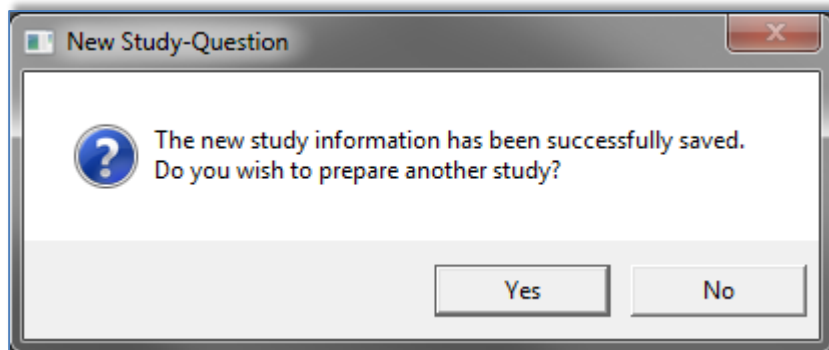 New Study-Question
The new study information has been successfully saved.
Do you wish to prepare another study?
Yes No